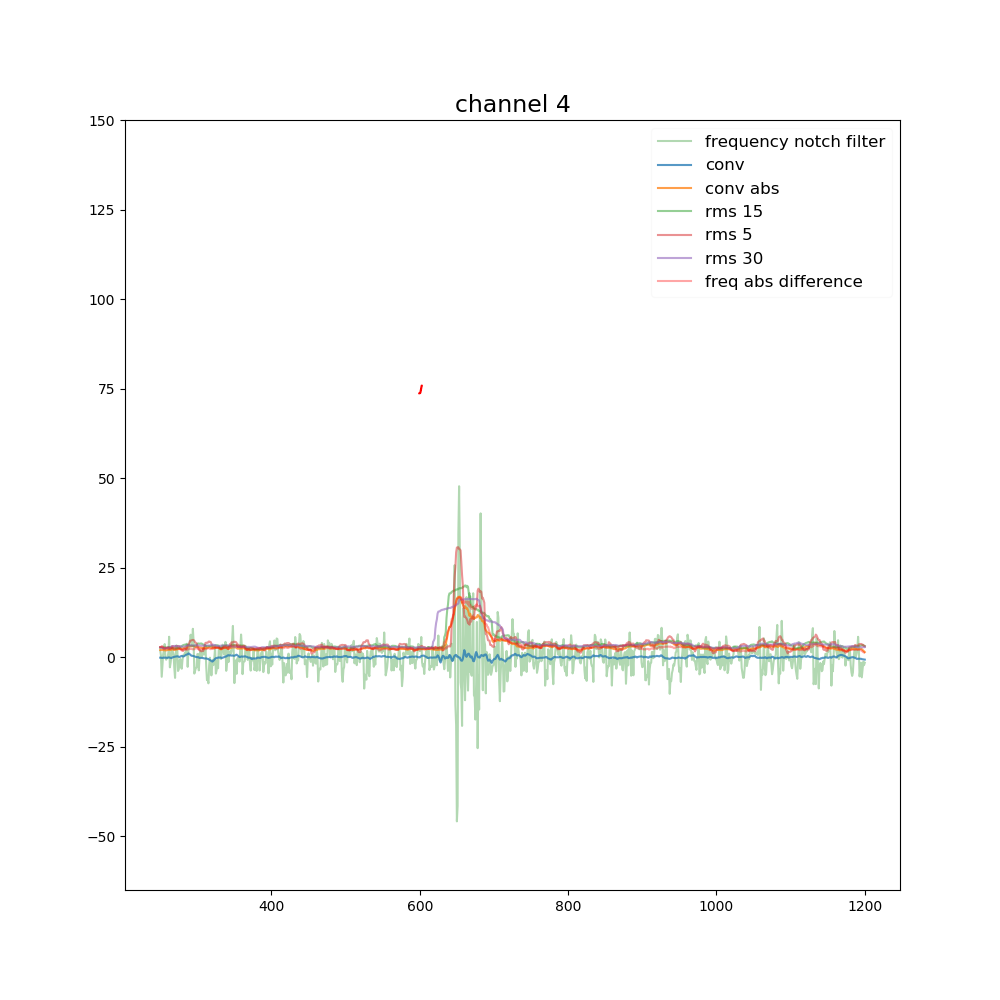 channel 4
150
125
100
75
50
25
0
−25
−50
400 600 800 1000 1200
frequency notch filter
conv
conv abs
rms 15
rms 5
rms 30
freq abs difference